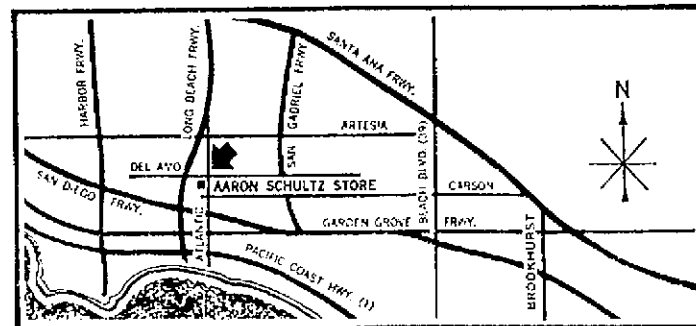 HARBOR FRWY.
LONG BEACH FRWY.
SAN GABRIEL FRWY.
SANTA ANA FRWY.
N
ARTESIA
BEACH BLVD. (39)
DEL AMO
AARON SCHULTZ STORE
CARSON
SAN DIEGO FRWY.
ATLANTIC
GARDEN GROVE FRWY.
BROOKHURST
PACIFIC COAST HWY. (1)